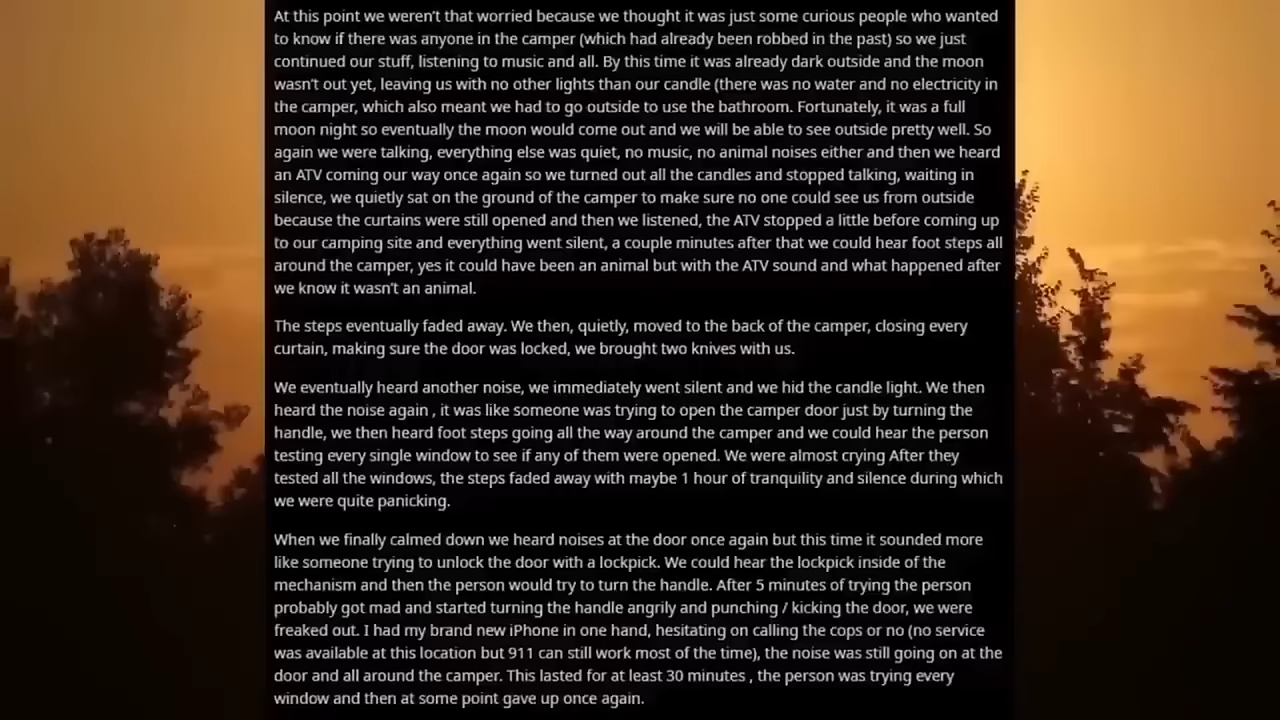 At this point we weren't that worried because we thought it was just some curious people who wanted
to know if there was anyone in the camper (which had already been robbed in the past) so we just
continued our stuff, listening to music and all. By this time it was already dark outside and the moon
wasn't out yet, leaving us with no other lights than our candle (there was no water and no electricity in
the camper, which also meant we had to go outside to use the bathroom. Fortunately, it was a full
moon night so eventually the moon would come out and we will be able to see outside pretty well. So
again we were talking, everything else was quiet, no music, no animal noises either and then we heard
an ATV coming our way once again so we turned out all the candles and stopped talking, waiting in
silence, we quietly sat on the ground of the camper to make sure no one could see us from outside
because the curtains were still opened and then we listened, the ATV stopped a little before coming up
to our camping site and everything went silent, a couple minutes after that we could hear foot steps all
around the camper, yes it could have been an animal but with the ATV sound and what happened after
we know it wasn't an animal.
The steps eventually faded away. We then, quietly, moved to the back of the camper, closing every
curtain, making sure the door was locked, we brought two knives with us.
We eventually heard another noise, we immediately went silent and we hid the candle light. We then
heard the noise again , it was like someone was trying to open the camper door just by turning the
handle, we then heard foot steps going all the way around the camper and we could hear the person
testing every single window to see if any of them were opened. We were almost crying After they
tested all the windows, the steps faded away with maybe 1 hour of tranquility and silence during which
we were quite panicking.
When we finally calmed down we heard noises at the door once again but this time it sounded more
like someone trying to unlock the door with a lockpick. We could hear the lockpick inside of the
mechanism and then the person would try to turn the handle. After 5 minutes of trying the person
probably got mad and started turning the handle angrily and punching / kicking the door, we were
freaked out. I had my brand new iPhone in one hand, hesitating on calling the cops or no (no service
was available at this location but 911 can still work most of the time), the noise was still going on at the
door and all around the camper. This lasted for at least 30 minutes , the person was trying every
window and then at some point gave up once again.